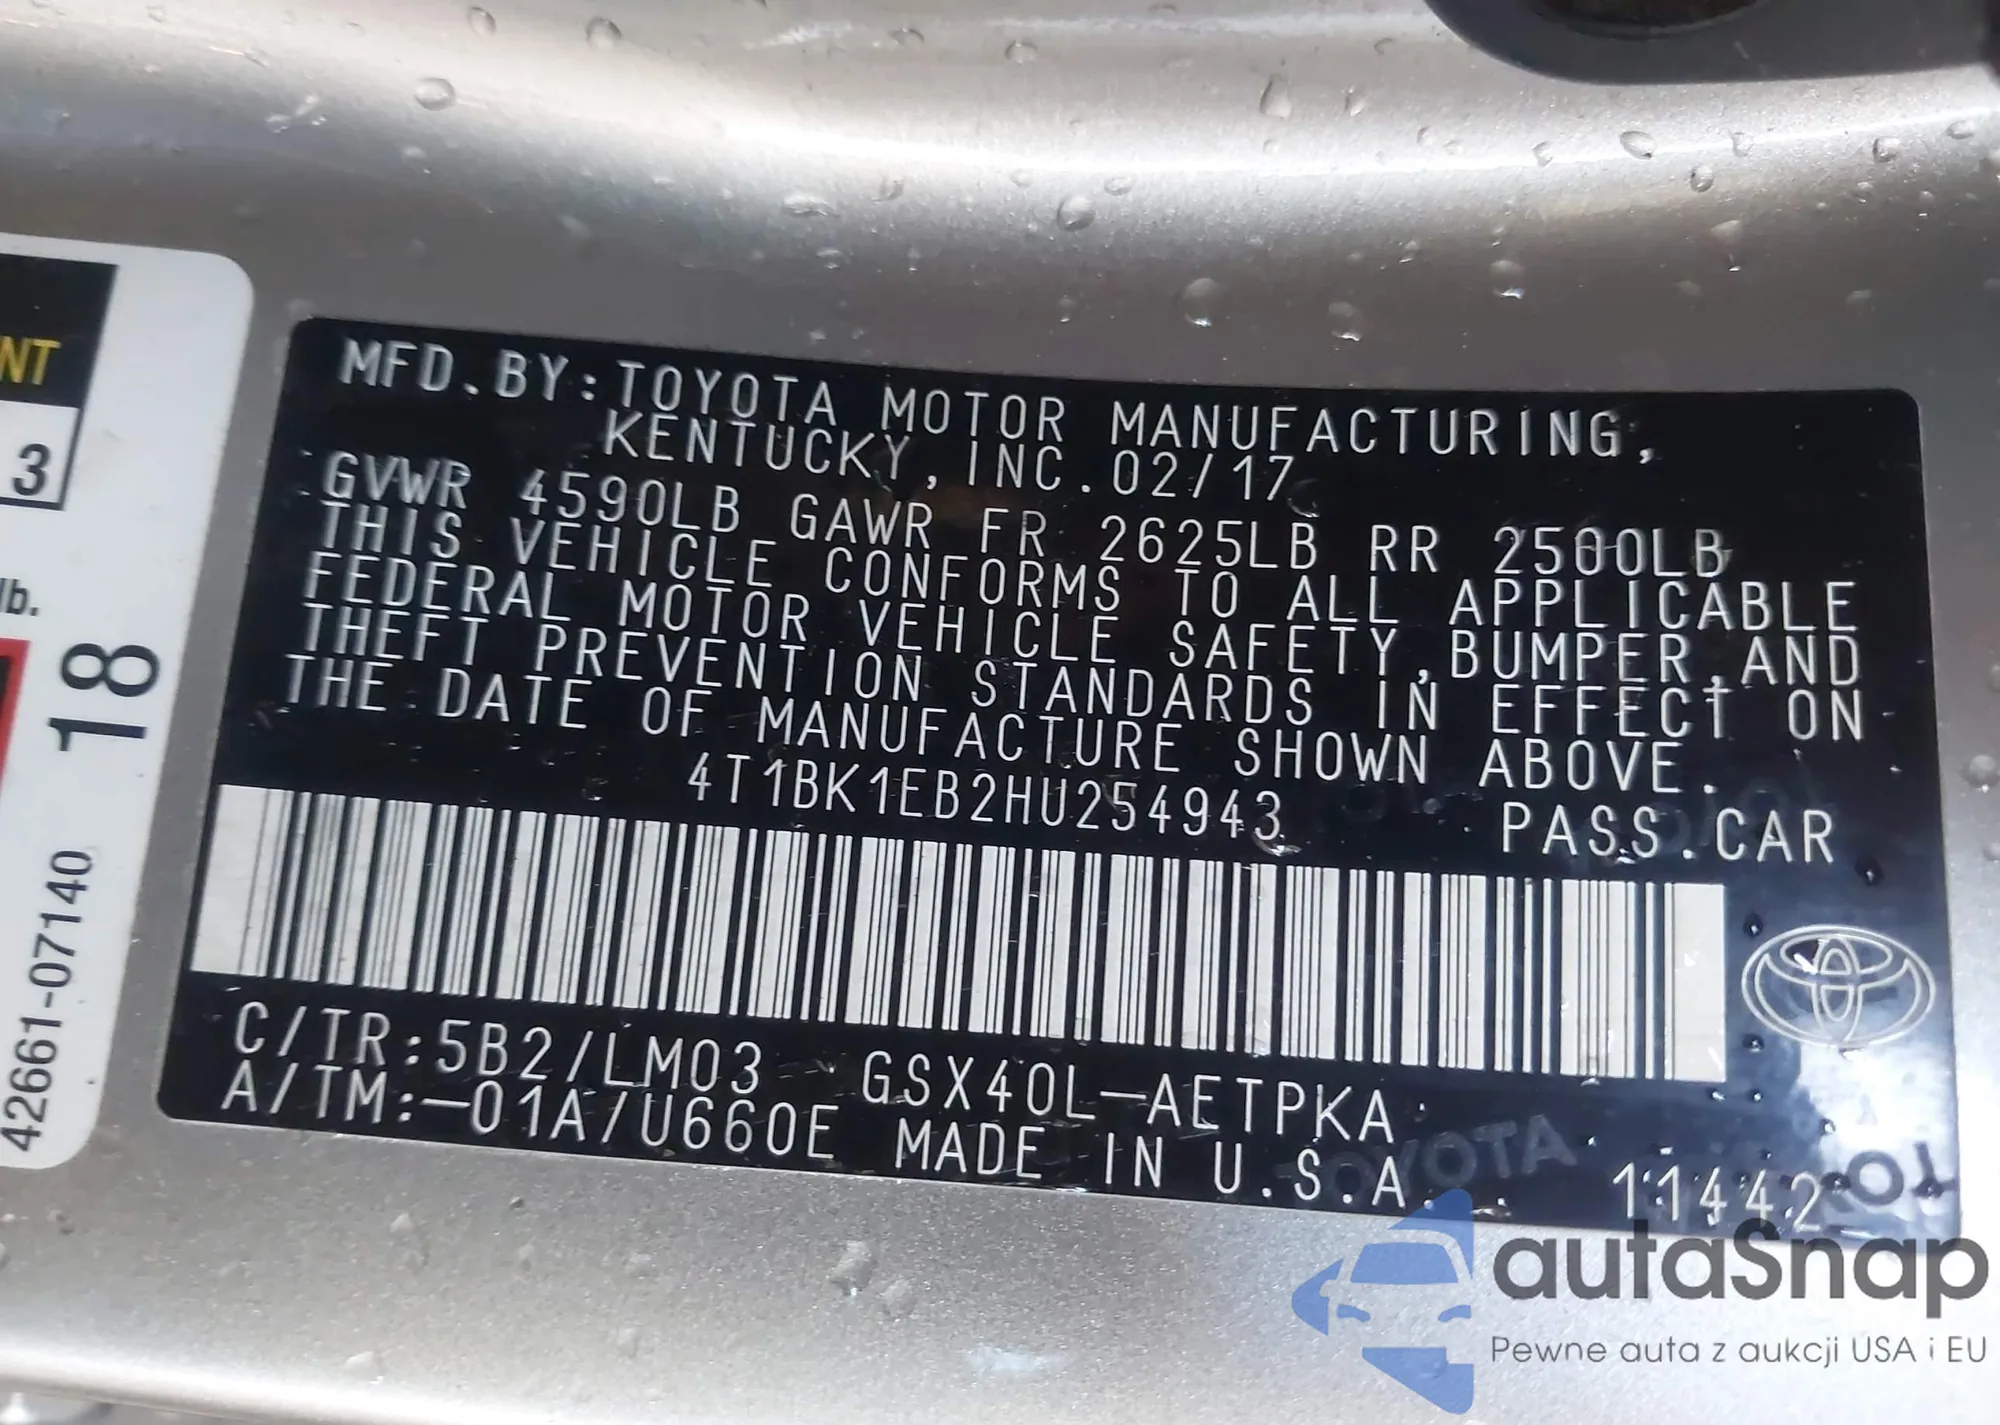 NT
3
lb.
18
42661-07140
MFD.BY:TOYOTA MOTOR MANUFACTURING,
KENTUCKY,INC.02/17
GVWR 4590LB GAWR FR 2625LB RR 2500LB
THIS VEHICLE CONFORMS TO ALL APPLICABLE
FEDERAL MOTOR VEHICLE SAFETY,BUMPER,AND
THEFT PREVENTION STANDARDS IN EFFECT ON
THE DATE OF MANUFACTURE SHOWN ABOVE.
4T1BK1EB2HU254943 PASS.CAR
C/TR:5B2/LM03 GSX40L-AETPKA
A/TM:-01A/U660E MADE IN U.S.A. 11442
TOYOTA
autaSnap
Pewne auta z aukcji USA i EU